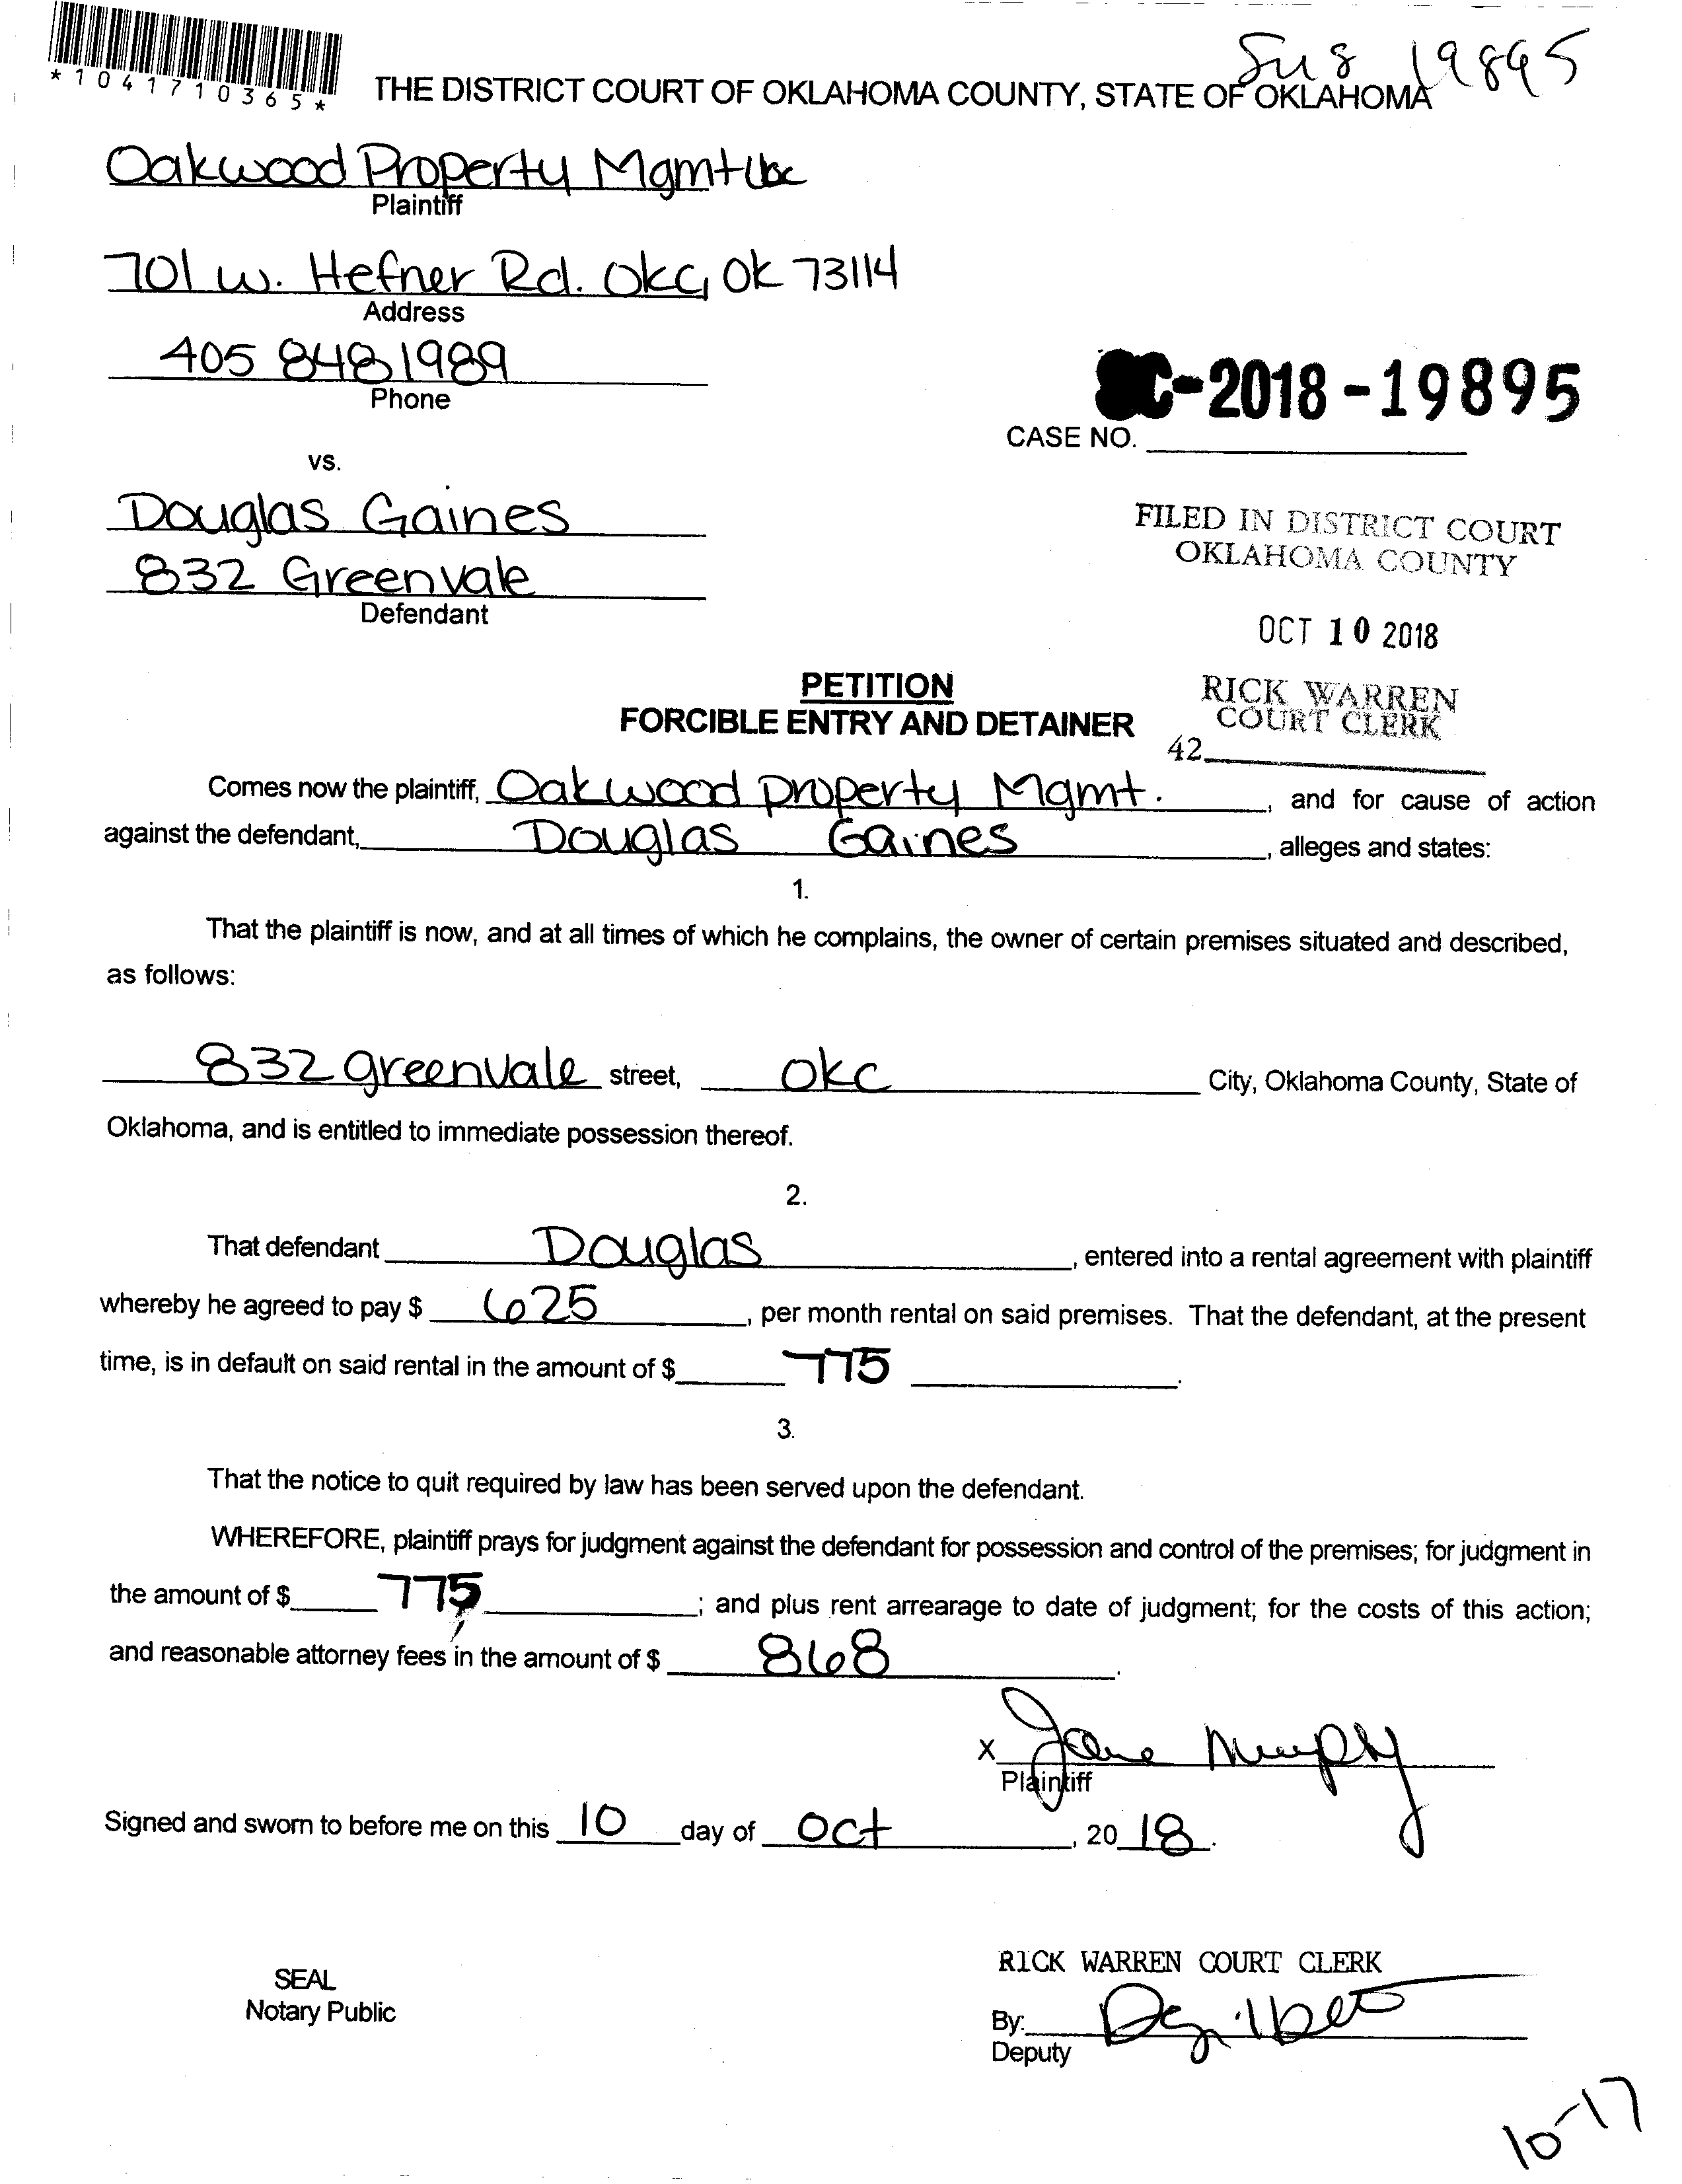 SU8 19895
*1041710365*
THE DISTRICT COURT OF OKLAHOMA COUNTY, STATE OF OKLAHOMA
Oakwood Property Mgmt
Plaintiff
701 W. Hefner Rd. OKC, OK 73114
Address
405 848 1989
Phone
SC-2018-19895
CASE NO.
vs.
Douglas Gaines
832 Greenvale
Defendant
FILED IN DISTRICT COURT
OKLAHOMA COUNTY
OCT 10 2018
RICK WARREN
COURT CLERK
42
PETITION
FORCIBLE ENTRY AND DETAINER
Comes now the plaintiff, Oakwood property Mgmt. , and for cause of action
against the defendant, Douglas Gaines , alleges and states:
1.
That the plaintiff is now, and at all times of which he complains, the owner of certain premises situated and described,
as follows:
832 greenvale street, OKC City, Oklahoma County, State of
Oklahoma, and is entitled to immediate possession thereof.
2.
That defendant Douglas , entered into a rental agreement with plaintiff
whereby he agreed to pay $ 625 , per month rental on said premises. That the defendant, at the present
time, is in default on said rental in the amount of $ 775 .
3.
That the notice to quit required by law has been served upon the defendant.
WHEREFORE, plaintiff prays for judgment against the defendant for possession and control of the premises; for judgment in
the amount of $ 775 ; and plus rent arrearage to date of judgment; for the costs of this action;
and reasonable attorney fees in the amount of $ 868 .
X Jane Murphy
Plaintiff
Signed and sworn to before me on this 10 day of Oct , 20 18 .
SEAL
Notary Public
RICK WARREN COURT CLERK
By:
Deputy
10-17